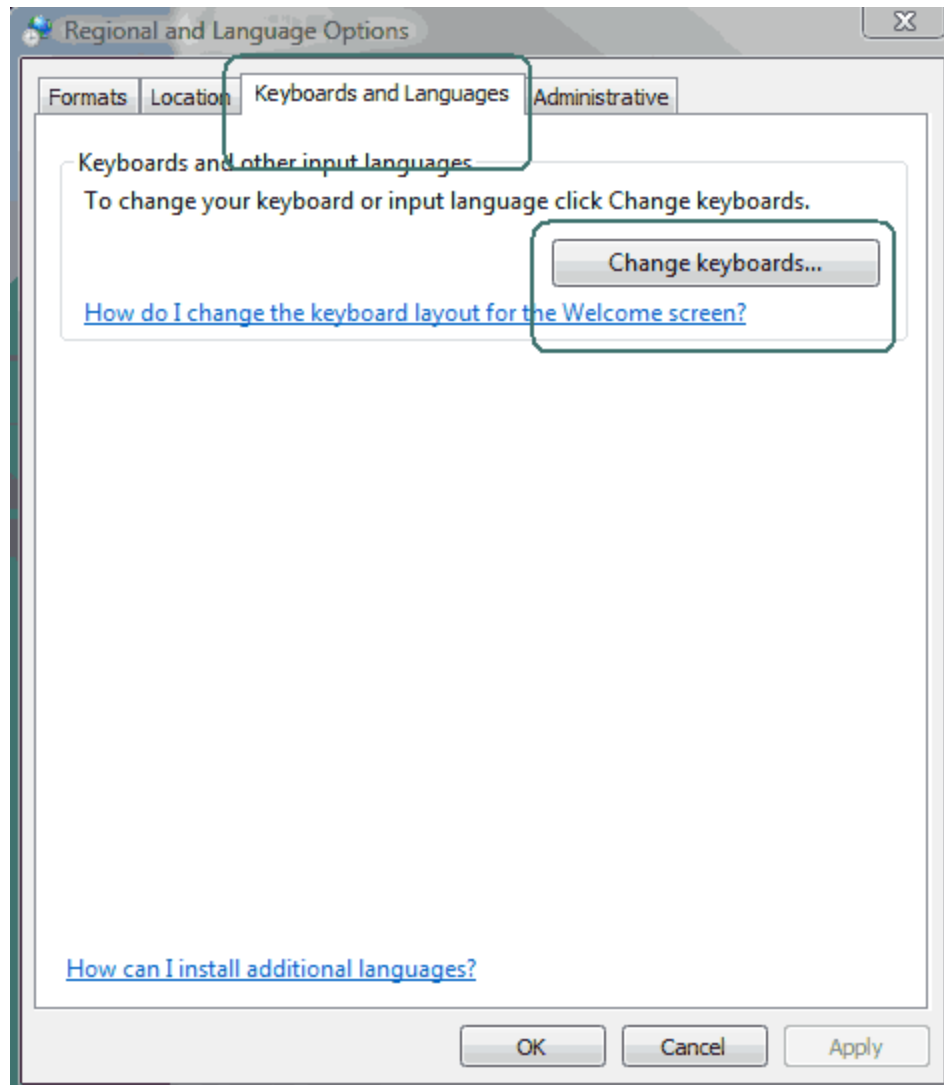 Regional and Language Options
Formats Location Keyboards and Languages Administrative
Keyboards and other input languages
To change your keyboard or input language click Change keyboards.
Change keyboards...
How do I change the keyboard layout for the Welcome screen?
How can I install additional languages?
OK Cancel Apply